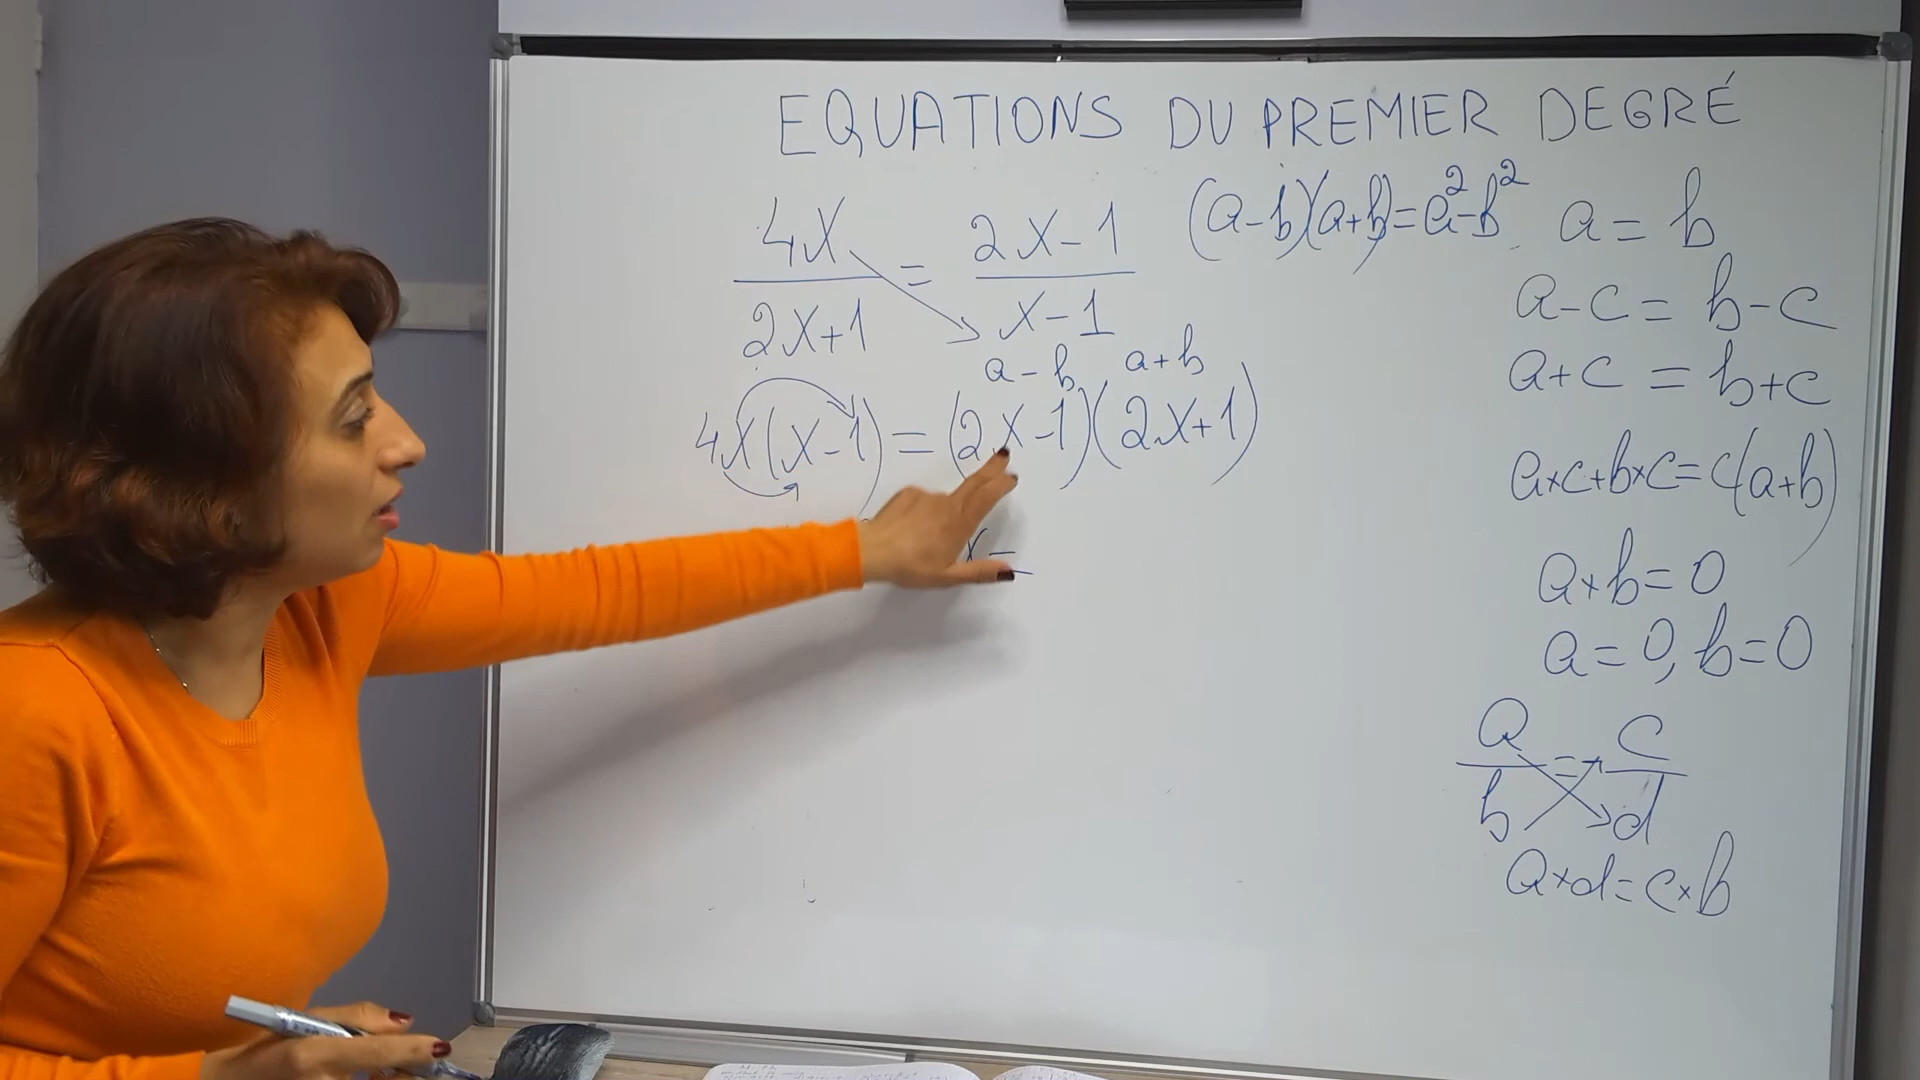 EQUATIONS DU PREMIER DEGRÉ
4x/2x+1 = 2x-1/x-1
(a-b)(a+b)=a²-b²
a-b a+b
4x(x-1)=(2x-1)(2x+1)
x=
a = b
a-c = b-c
a+c = b+c
a×c+b×c=c(a+b)
a×b=0
a=0, b=0
a/b = c/d
a×d=c×b